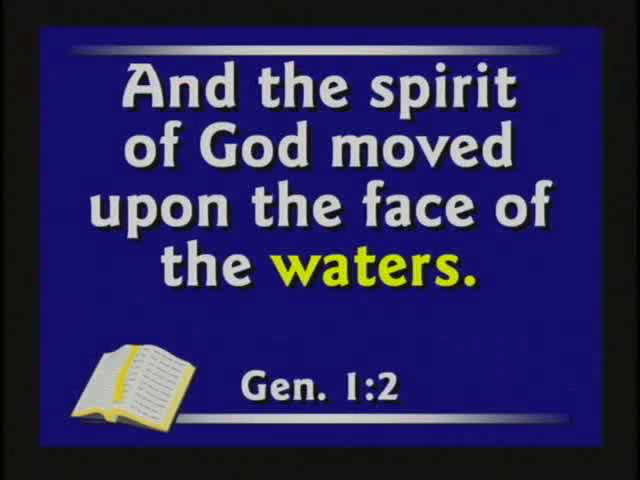 And the spirit
of God moved
upon the face of
the waters.
Gen. 1:2